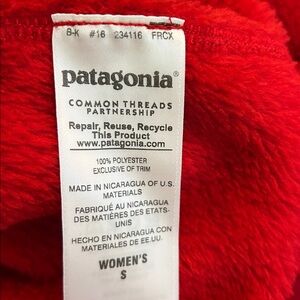 8-K #16 234116 FRCX
patagonia®
COMMON THREADS
PARTNERSHIP
Repair, Reuse, Recycle
This Product
www.patagonia.com
100% POLYESTER
EXCLUSIVE OF TRIM
MADE IN NICARAGUA OF U.S.
MATERIALS
FABRIQUÉ AU NICARAGUA
DES MATIÈRES DES ETATS-
UNIS
HECHO EN NICARAGUA CON
MATERIALES DE EE.UU.
WOMEN'S
S